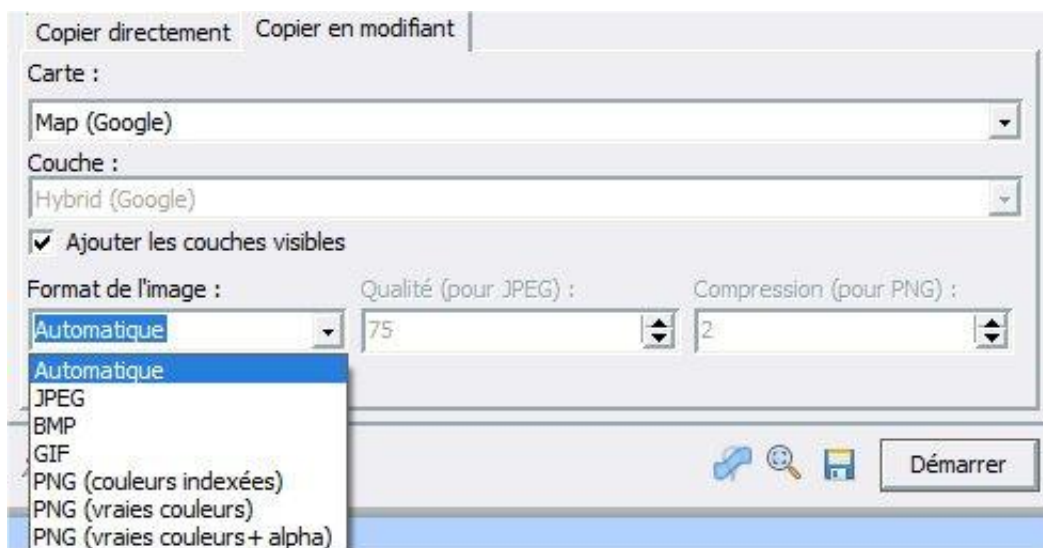 Copier directement Copier en modifiant
Carte :
Map (Google)
Couche :
Hybrid (Google)
Ajouter les couches visibles
Format de l'image : Qualité (pour JPEG) : Compression (pour PNG) :
Automatique 75 2
Automatique
JPEG
BMP
GIF
PNG (couleurs indexées)
PNG (vraies couleurs)
PNG (vraies couleurs+ alpha)
Démarrer